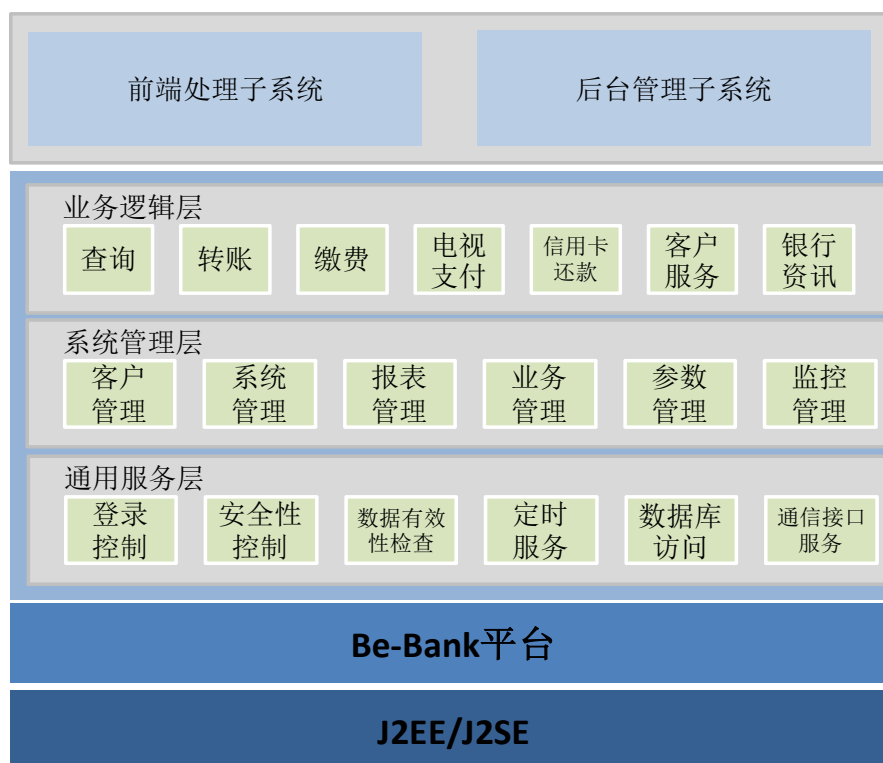 前端处理子系统 后台管理子系统
业务逻辑层
查询 转账 缴费 电视支付 信用卡还款 客户服务 银行资讯
系统管理层
客户管理 系统管理 报表管理 业务管理 参数管理 监控管理
通用服务层
登录控制 安全性控制 数据有效性检查 定时服务 数据库访问 通信接口服务
Be-Bank平台
J2EE/J2SE